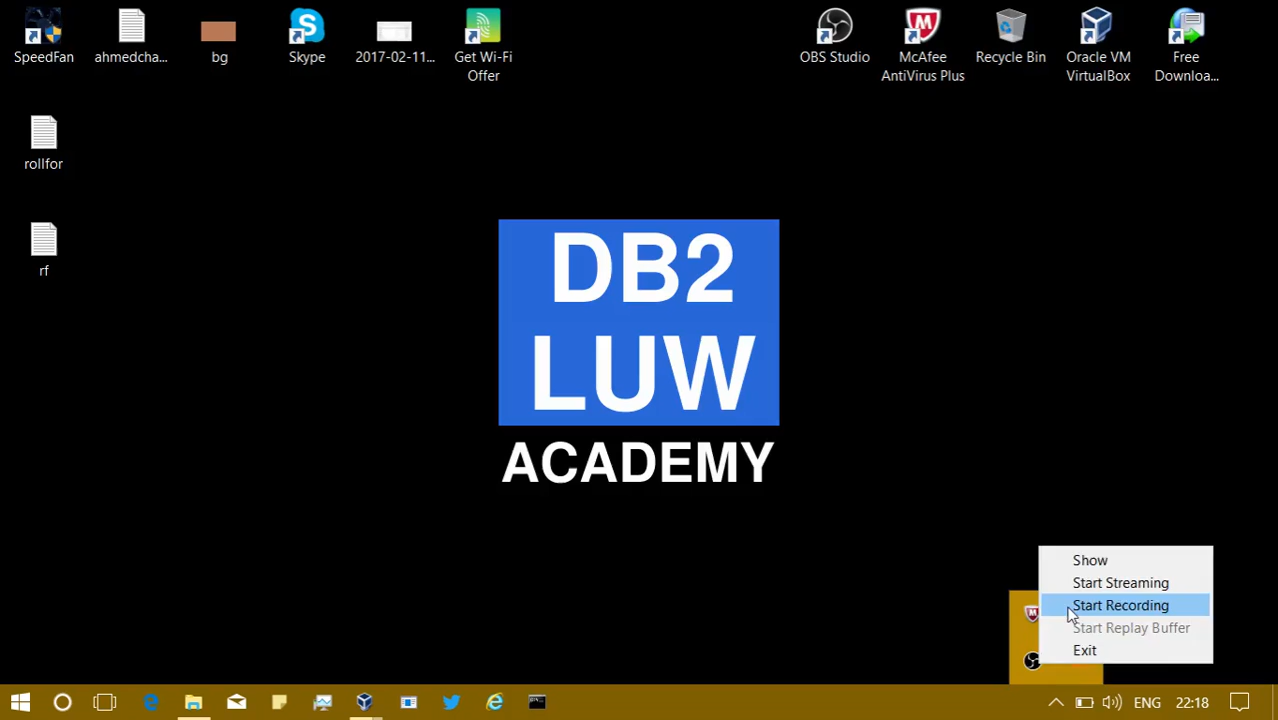 SpeedFan
ahmedcha...
bg
Skype
2017-02-11...
Get Wi-Fi
Offer
OBS Studio
McAfee
AntiVirus Plus
Recycle Bin
Oracle VM
VirtualBox
Free
Downloa...
rollfor
rf
DB2
LUW
ACADEMY
Show
Start Streaming
Start Recording
Start Replay Buffer
Exit
ENG
22:18